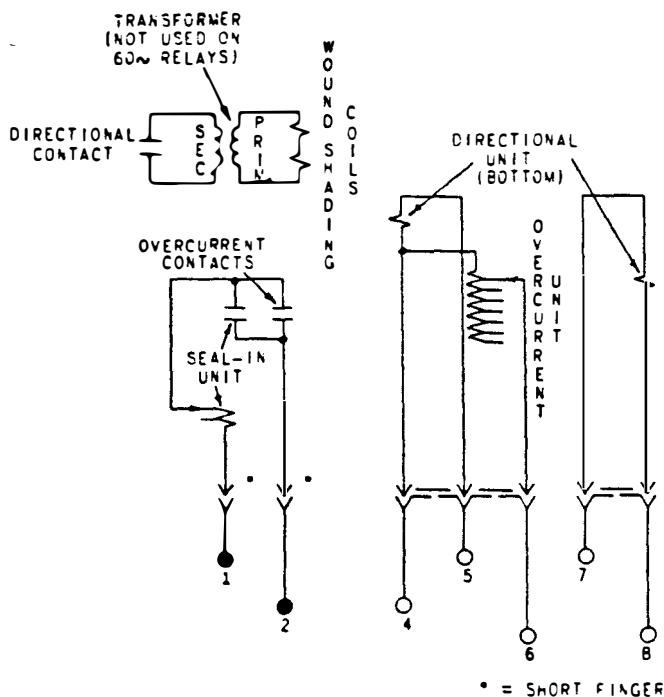 TRANSFORMER
(NOT USED ON
60~ RELAYS)
WOUND SHADING
COILS
DIRECTIONAL
CONTACT
SEC
PRIM
DIRECTIONAL
UNIT
(BOTTOM)
OVERCURRENT
UNIT
OVERCURRENT
CONTACTS
SEAL-IN
UNIT
*
*
1
2
4
5
6
7
8
* = SHORT FINGER